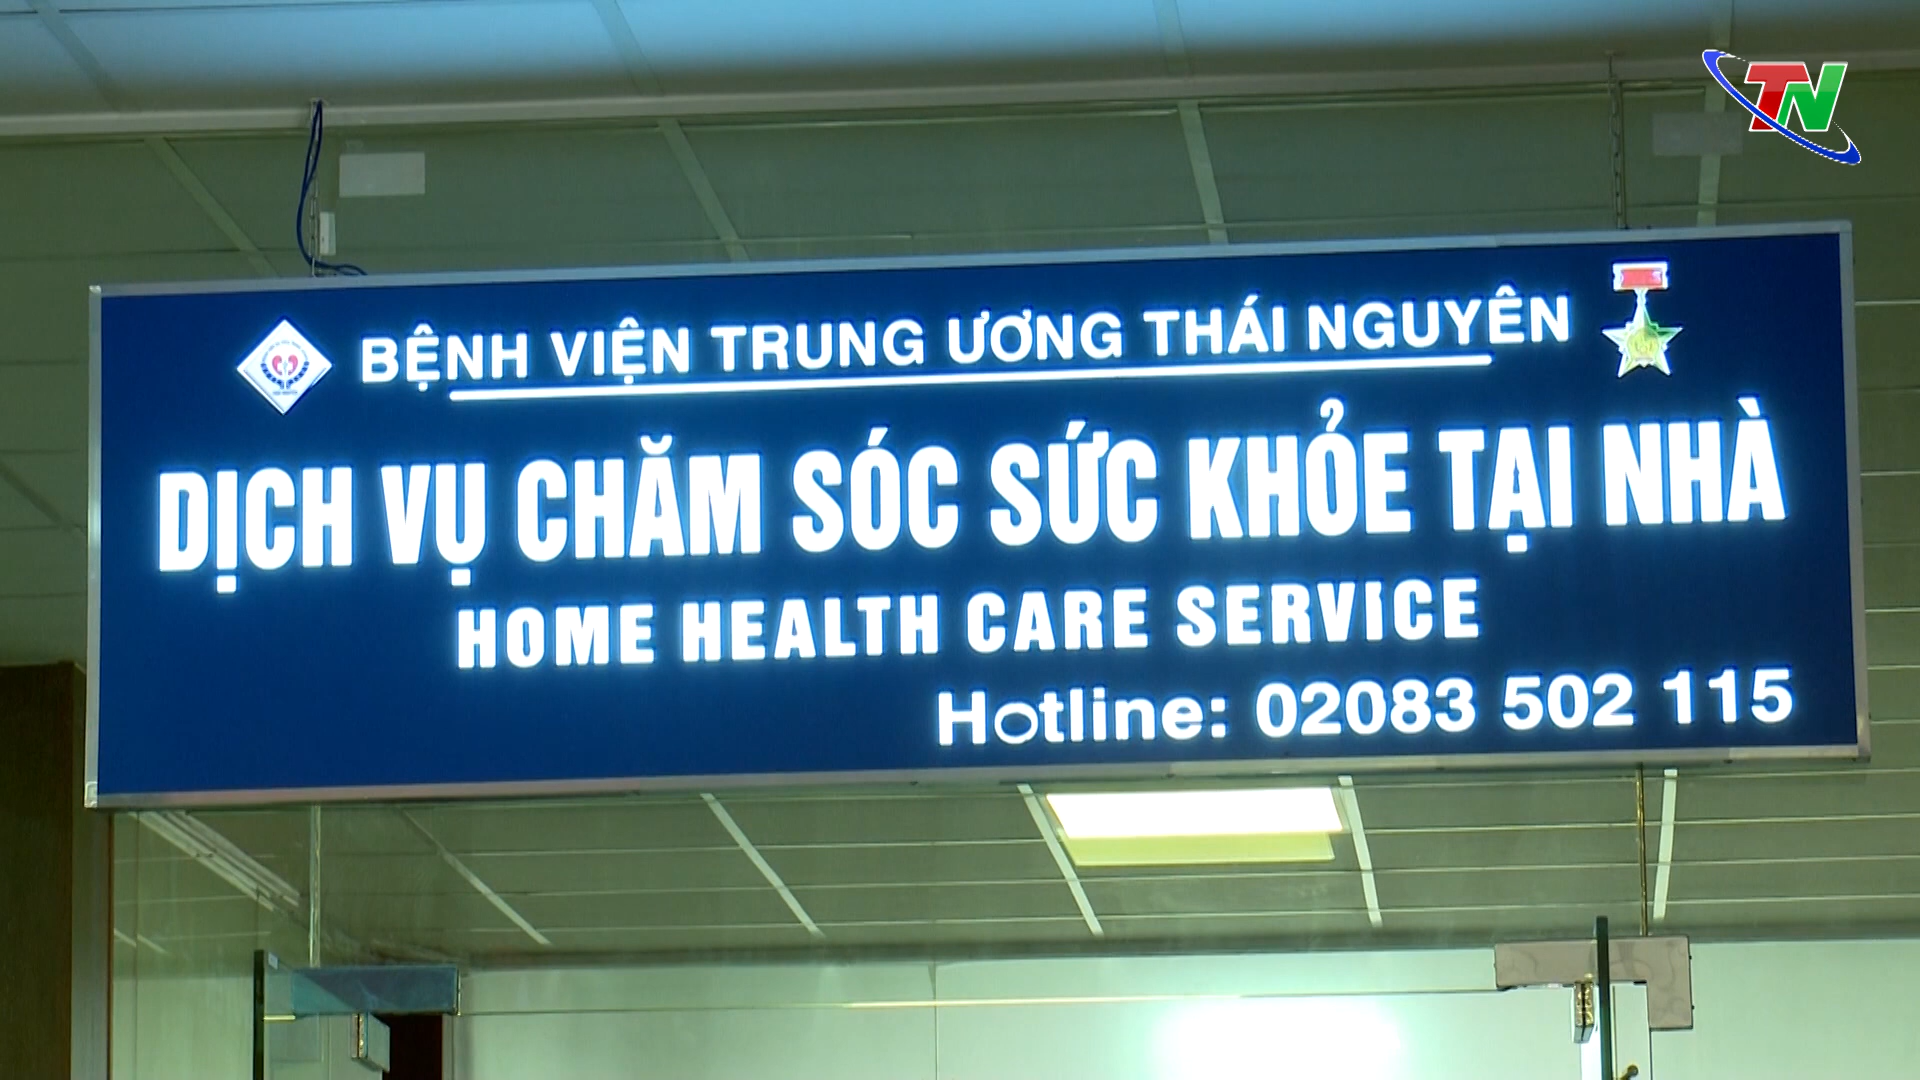 TN
BỆNH VIỆN TRUNG ƯƠNG THÁI NGUYÊN
DỊCH VỤ CHĂM SÓC SỨC KHỎE TẠI NHÀ
HOME HEALTH CARE SERVICE
Hotline: 02083 502 115